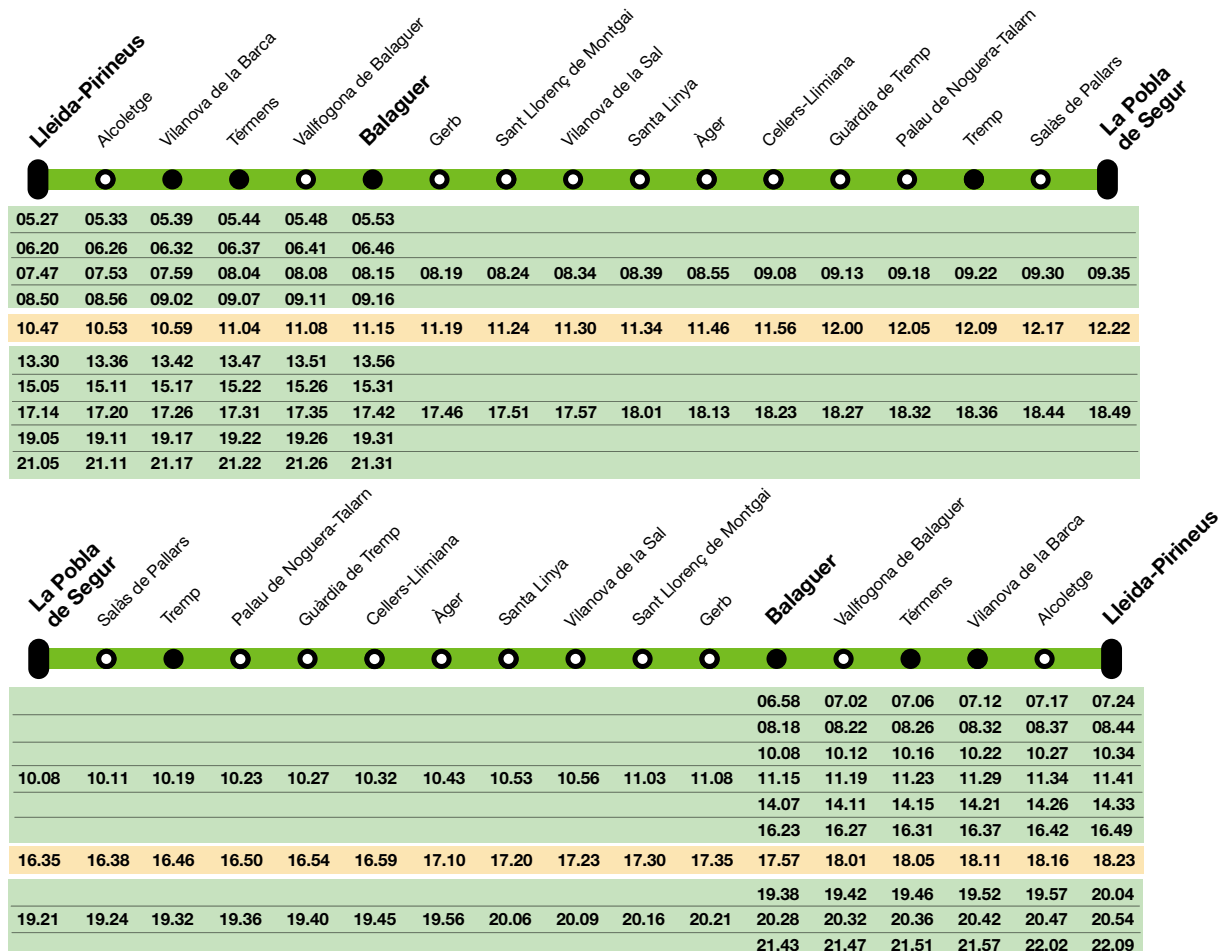 Lleida-Pirineus
Alcoletge
Vilanova de la Barca
Térmens
Vallfogona de Balaguer
Balaguer
Gerb
Sant Llorenç de Montgai
Vilanova de la Sal
Santa Linya
Àger
Cellers-Llimiana
Guàrdia de Tremp
Palau de Noguera-Talarn
Tremp
Salàs de Pallars
La Pobla
de Segur
05.27 05.33 05.39 05.44 05.48 05.53
06.20 06.26 06.32 06.37 06.41 06.46
07.47 07.53 07.59 08.04 08.08 08.15 08.19 08.24 08.34 08.39 08.55 09.08 09.13 09.18 09.22 09.30 09.35
08.50 08.56 09.02 09.07 09.11 09.16
10.47 10.53 10.59 11.04 11.08 11.15 11.19 11.24 11.30 11.34 11.46 11.56 12.00 12.05 12.09 12.17 12.22
13.30 13.36 13.42 13.47 13.51 13.56
15.05 15.11 15.17 15.22 15.26 15.31
17.14 17.20 17.26 17.31 17.35 17.42 17.46 17.51 17.57 18.01 18.13 18.23 18.27 18.32 18.36 18.44 18.49
19.05 19.11 19.17 19.22 19.26 19.31
21.05 21.11 21.17 21.22 21.26 21.31
La Pobla
de Segur
Salàs de Pallars
Tremp
Palau de Noguera-Talarn
Guàrdia de Tremp
Cellers-Llimiana
Àger
Santa Linya
Vilanova de la Sal
Sant Llorenç de Montgai
Gerb
Balaguer
Vallfogona de Balaguer
Térmens
Vilanova de la Barca
Alcoletge
Lleida-Pirineus
06.58 07.02 07.06 07.12 07.17 07.24
08.18 08.22 08.26 08.32 08.37 08.44
10.08 10.12 10.16 10.22 10.27 10.34
10.08 10.11 10.19 10.23 10.27 10.32 10.43 10.53 10.56 11.03 11.08 11.15 11.19 11.23 11.29 11.34 11.41
14.07 14.11 14.15 14.21 14.26 14.33
16.23 16.27 16.31 16.37 16.42 16.49
16.35 16.38 16.46 16.50 16.54 16.59 17.10 17.20 17.23 17.30 17.35 17.57 18.01 18.05 18.11 18.16 18.23
19.38 19.42 19.46 19.52 19.57 20.04
19.21 19.24 19.32 19.36 19.40 19.45 19.56 20.06 20.09 20.16 20.21 20.28 20.32 20.36 20.42 20.47 20.54
21.43 21.47 21.51 21.57 22.02 22.09